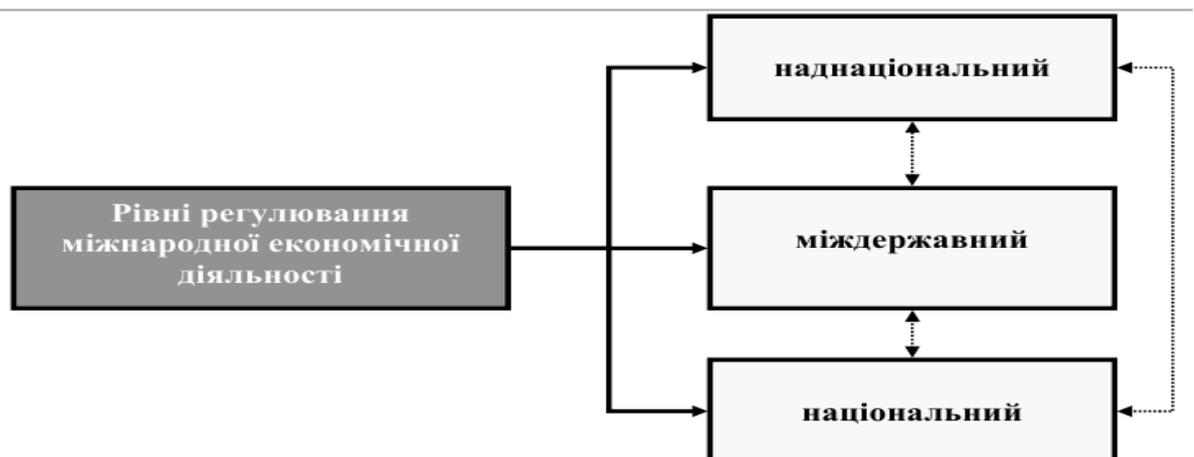 наднаціональний
Рівні регулювання
міжнародної економічної
діяльності
міждержавний
національний